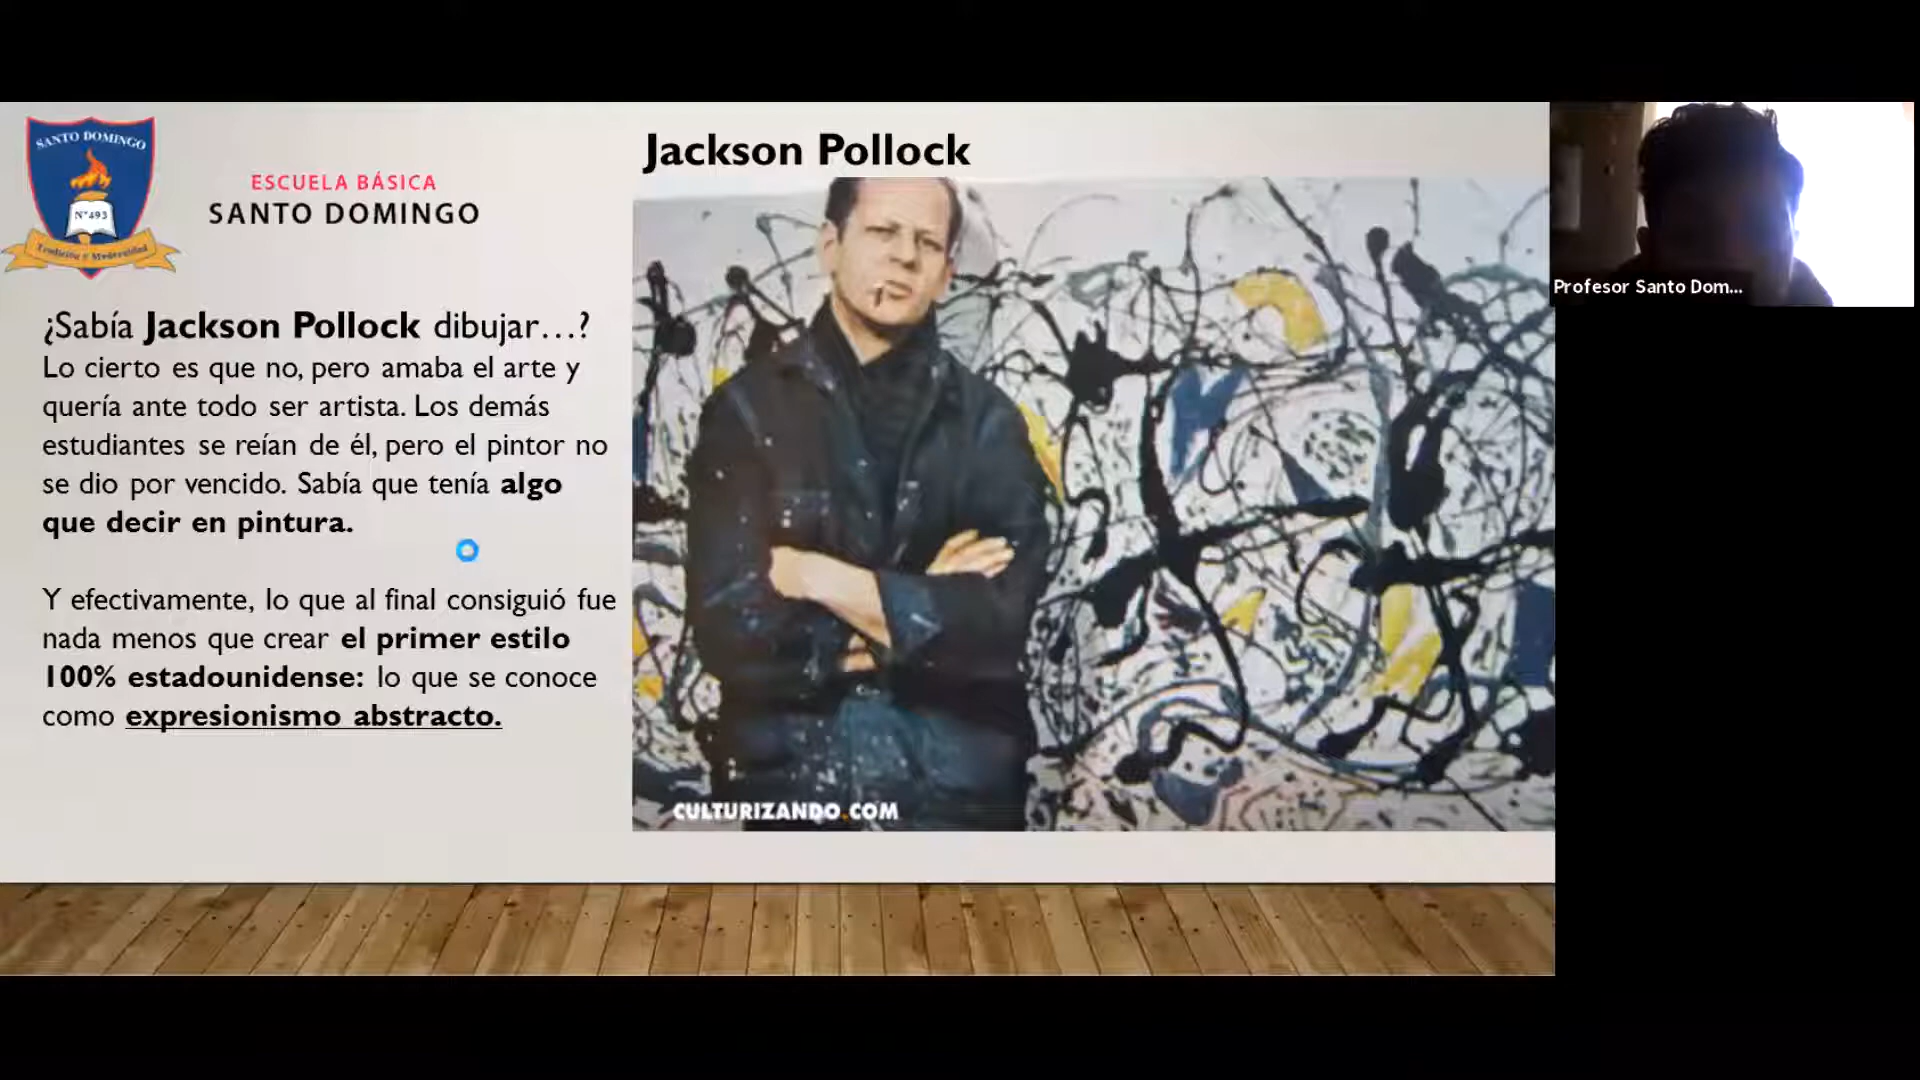 SANTO DOMINGO
N°493
Tradición y Modernidad
ESCUELA BÁSICA
SANTO DOMINGO
Jackson Pollock
¿Sabía Jackson Pollock dibujar...?
Lo cierto es que no, pero amaba el arte y
quería ante todo ser artista. Los demás
estudiantes se reían de él, pero el pintor no
se dio por vencido. Sabía que tenía algo
que decir en pintura.
Y efectivamente, lo que al final consiguió fue
nada menos que crear el primer estilo
100% estadounidense: lo que se conoce
como expresionismo abstracto.
CULTURIZANDO.COM
Profesor Santo Dom...